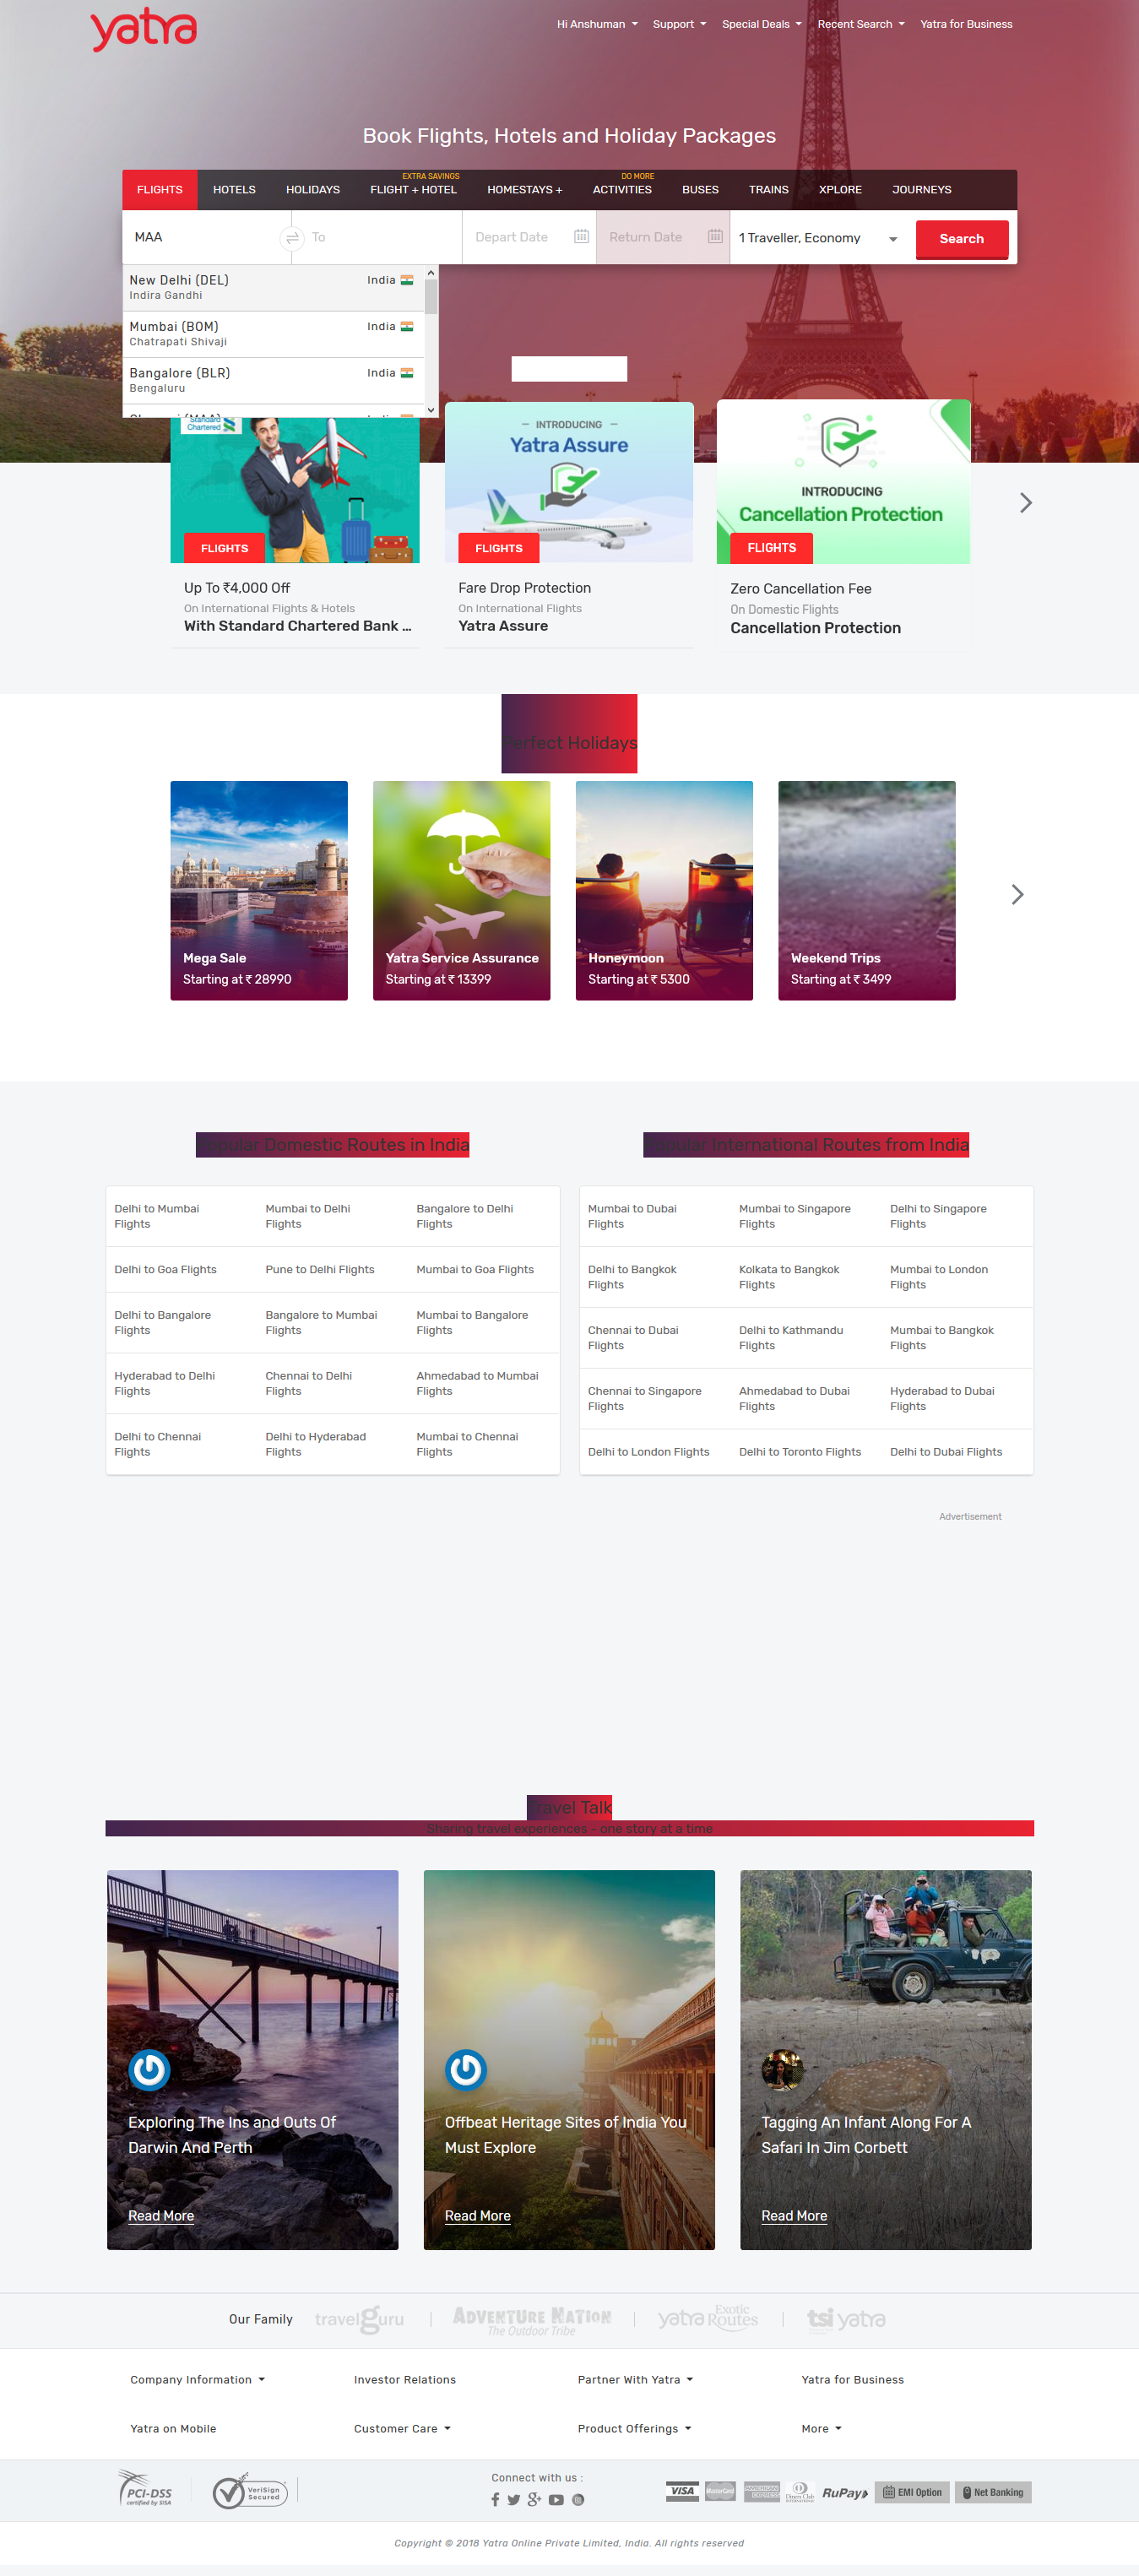 yatra
Hi Anshuman Support Special Deals Recent Search Yatra for Business
Book Flights, Hotels and Holiday Packages
EXTRA SAVINGS DO MORE
FLIGHTS HOTELS HOLIDAYS FLIGHT + HOTEL HOMESTAYS + ACTIVITIES BUSES TRAINS XPLORE JOURNEYS
MAA To Depart Date Return Date 1 Traveller, Economy Search
New Delhi (DEL) India
Indira Gandhi
Mumbai (BOM) India
Chatrapati Shivaji
Bangalore (BLR) India
Bengaluru
Standard
Chartered
INTRODUCING
Yatra Assure
INTRODUCING
Cancellation Protection
FLIGHTS FLIGHTS FLIGHTS
Up To ₹4,000 Off
On International Flights & Hotels
With Standard Chartered Bank ...
Fare Drop Protection
On International Flights
Yatra Assure
Zero Cancellation Fee
On Domestic Flights
Cancellation Protection
Perfect Holidays
Mega Sale
Starting at ₹ 28990
Yatra Service Assurance
Starting at ₹ 13399
Honeymoon
Starting at ₹ 5300
Weekend Trips
Starting at ₹ 3499
Popular Domestic Routes in India
Delhi to Mumbai Flights
Mumbai to Delhi Flights
Bangalore to Delhi Flights
Delhi to Goa Flights
Pune to Delhi Flights
Mumbai to Goa Flights
Delhi to Bangalore Flights
Bangalore to Mumbai Flights
Mumbai to Bangalore Flights
Hyderabad to Delhi Flights
Chennai to Delhi Flights
Ahmedabad to Mumbai Flights
Delhi to Chennai Flights
Delhi to Hyderabad Flights
Mumbai to Chennai Flights
Popular International Routes from India
Mumbai to Dubai Flights
Mumbai to Singapore Flights
Delhi to Singapore Flights
Delhi to Bangkok Flights
Kolkata to Bangkok Flights
Mumbai to London Flights
Chennai to Dubai Flights
Delhi to Kathmandu Flights
Mumbai to Bangkok Flights
Chennai to Singapore Flights
Ahmedabad to Dubai Flights
Hyderabad to Dubai Flights
Delhi to London Flights
Delhi to Toronto Flights
Delhi to Dubai Flights
Advertisement
Travel Talk
Sharing travel experiences - one story at a time
Exploring The Ins and Outs Of
Darwin And Perth
Read More
Offbeat Heritage Sites of India You
Must Explore
Read More
Tagging An Infant Along For A
Safari In Jim Corbett
Read More
Our Family travelguru ADVENTURE NATION
The Outdoor Tribe
yatra Exotic Routes
tsi yatra
Company Information Investor Relations Partner With Yatra Yatra for Business
Yatra on Mobile Customer Care Product Offerings More
PCI-DSS
certified by SISA
VeriSign
Secured
Connect with us :
VISA MasterCard AMERICAN EXPRESS Diners Club INTERNATIONAL RuPay EMI Option Net Banking
Copyright © 2018 Yatra Online Private Limited, India. All rights reserved